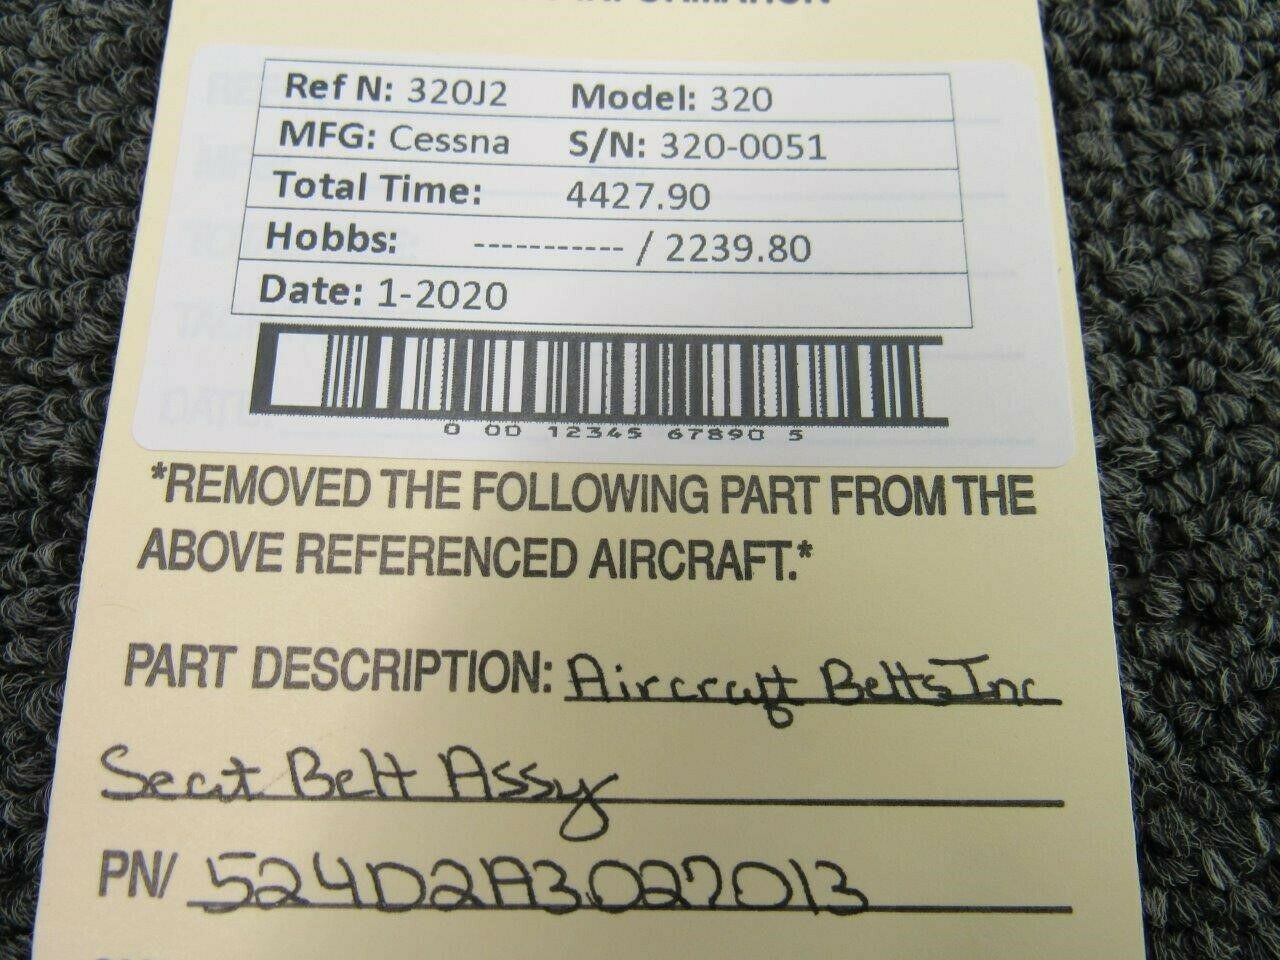 INFORMATION
Ref N: 320J2 Model: 320
MFG: Cessna S/N: 320-0051
Total Time: 4427.90
Hobbs: ----------- / 2239.80
Date: 1-2020
0 00 12345 67890 5
*REMOVED THE FOLLOWING PART FROM THE
ABOVE REFERENCED AIRCRAFT.*
PART DESCRIPTION: Aircraft Belts Inc
Seat Belt Assy
PN/ 524D2A3027013